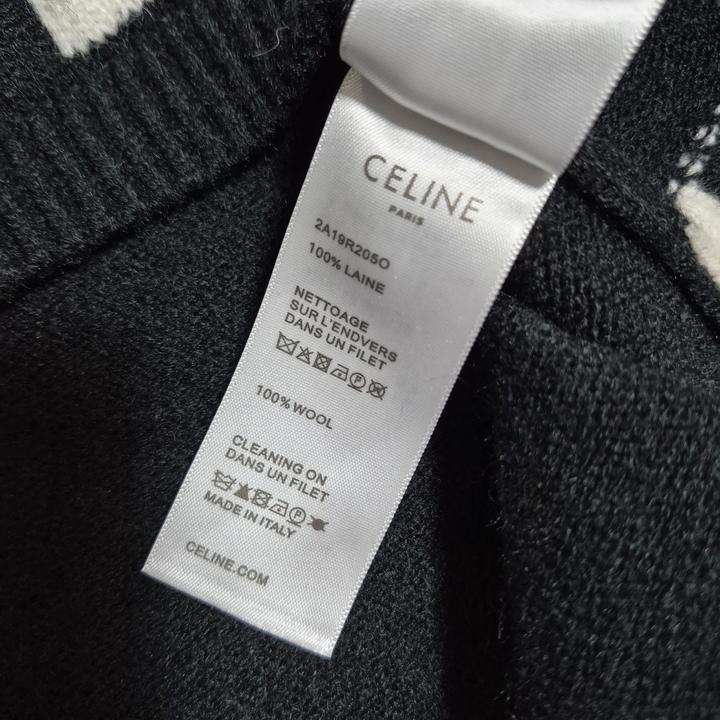 CELINE
PARIS
2A19R205O
100% LAINE
NETTOAGE
SUR L'ENDVERS
DANS UN FILET
100% WOOL
CLEANING ON
DANS UN FILET
MADE IN ITALY
CELINE.COM